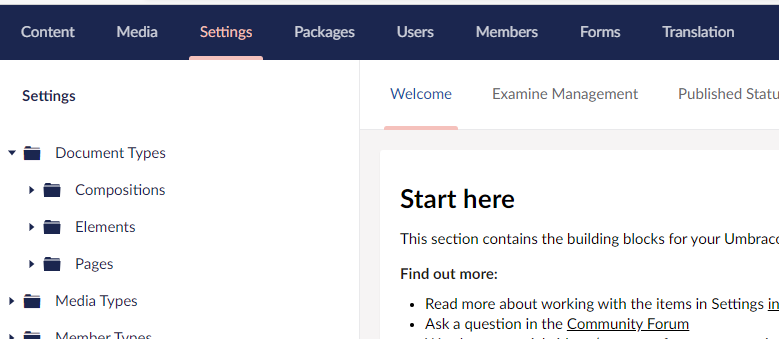 Content Media Settings Packages Users Members Forms Translation
Settings
Document Types
Compositions
Elements
Pages
Media Types
Member Types
Welcome Examine Management Published Statu
Start here
This section contains the building blocks for your Umbraco
Find out more:
Read more about working with the items in Settings in
Ask a question in the Community Forum